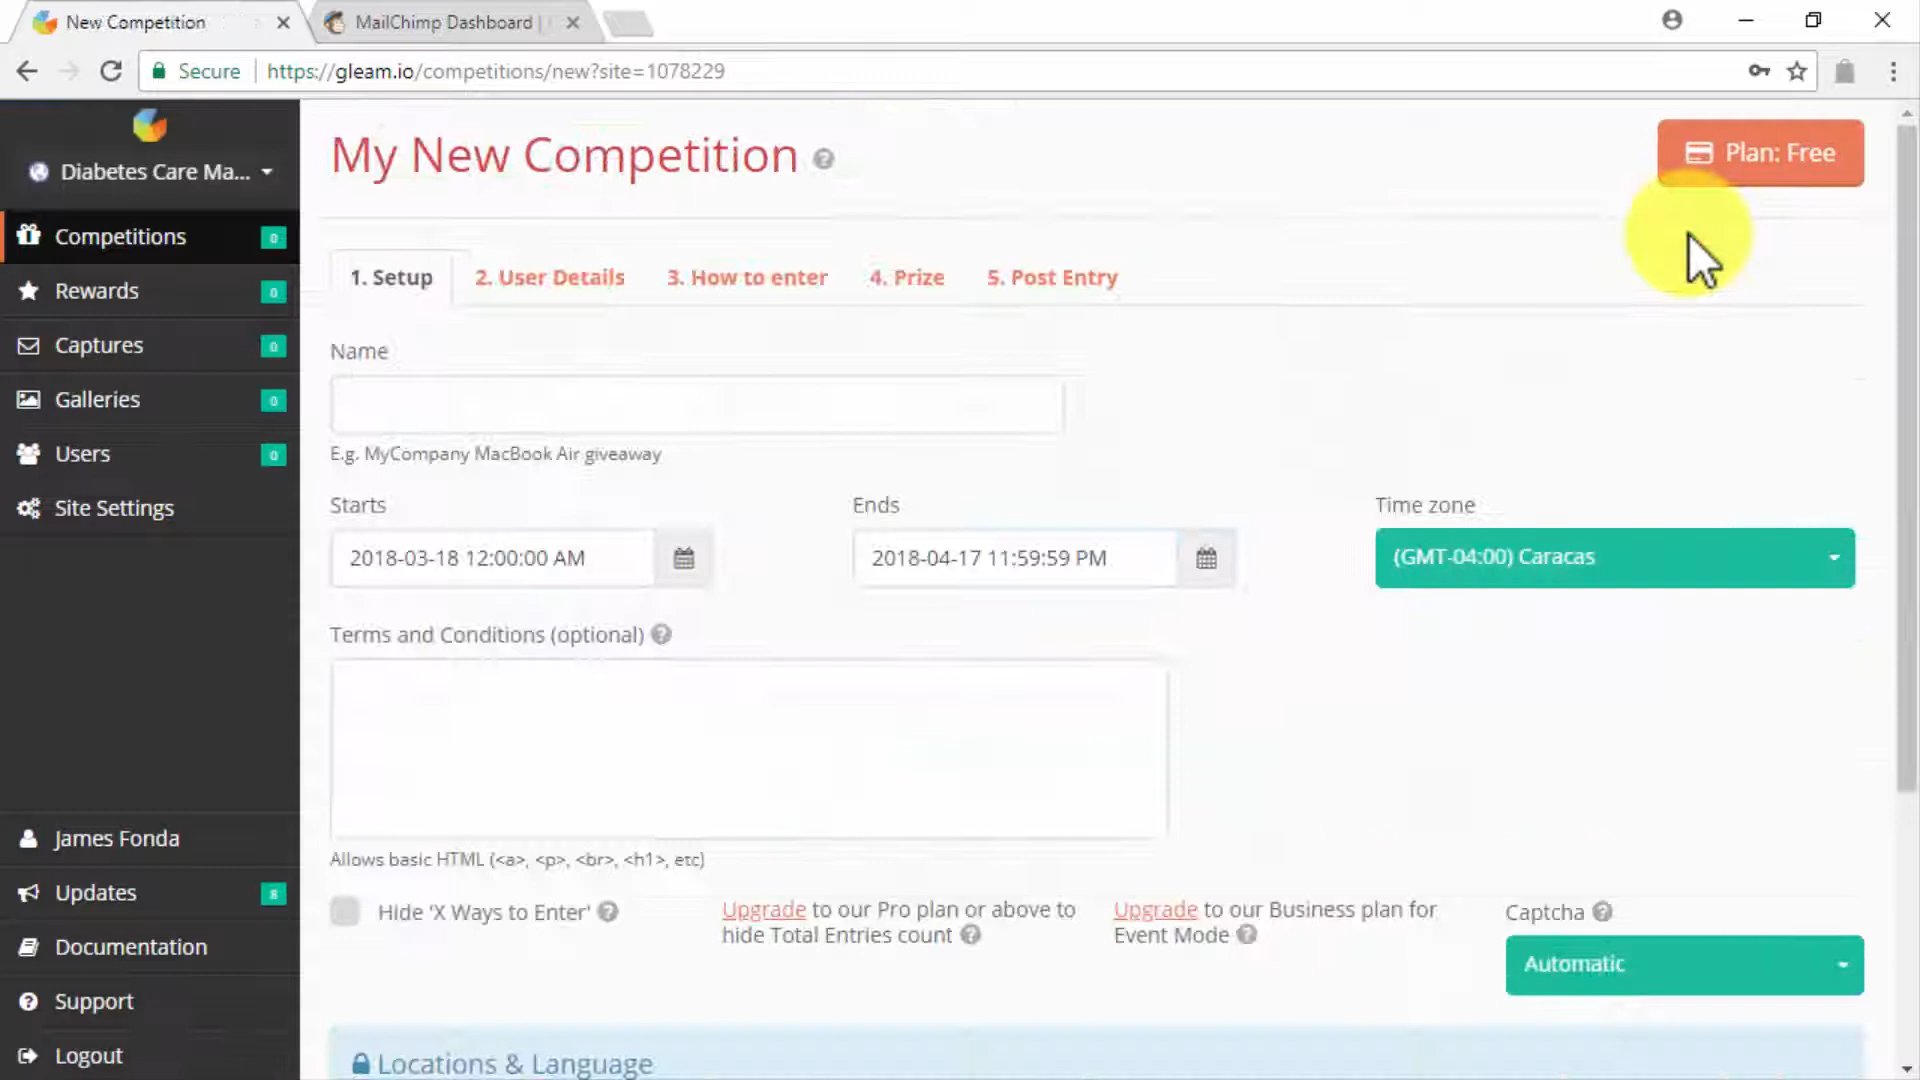 New Competition
MailChimp Dashboard |
Secure
https://gleam.io/competitions/new?site=1078229
Diabetes Care Ma...
Competitions 0
Rewards 0
Captures 0
Galleries 0
Users 0
Site Settings
James Fonda
Updates 8
Documentation
Support
Logout
My New Competition
Plan: Free
1. Setup
2. User Details
3. How to enter
4. Prize
5. Post Entry
Name
E.g. MyCompany MacBook Air giveaway
Starts
Ends
Time zone
2018-03-18 12:00:00 AM
2018-04-17 11:59:59 PM
(GMT-04:00) Caracas
Terms and Conditions (optional)
Allows basic HTML (<a>, <p>, <br>, <h1>, etc)
Hide 'X Ways to Enter'
Upgrade to our Pro plan or above to
hide Total Entries count
Upgrade to our Business plan for
Event Mode
Captcha
Automatic
Locations & Language